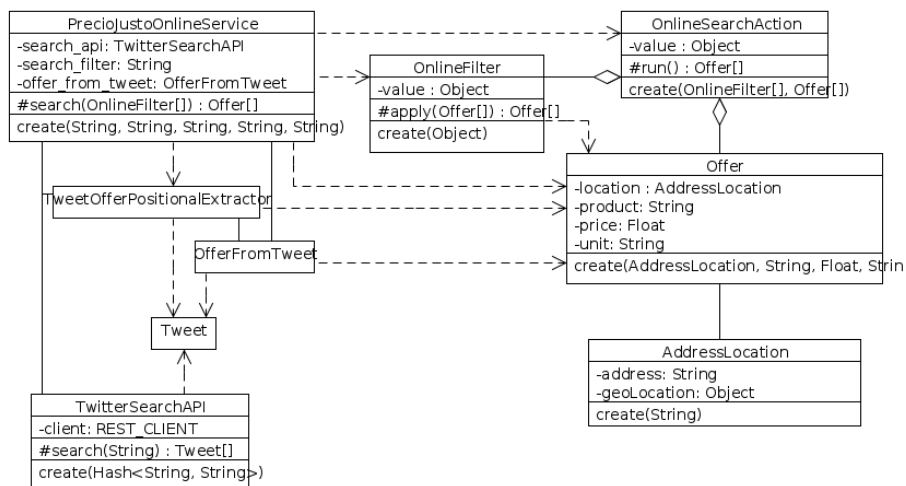 PrecioJustoOnlineService
-search_api: TwitterSearchAPI
-search_filter: String
-offer_from_tweet: OfferFromTweet
#search(OnlineFilter[]) : Offer[]
create(String, String, String, String, String)
OnlineFilter
-value : Object
#apply(Offer[]) : Offer[]
create(Object)
OnlineSearchAction
-value : Object
#run() : Offer[]
create(OnlineFilter[], Offer[])
Offer
-location : AddressLocation
-product: String
-price: Float
-unit: String
create(AddressLocation, String, Float, Strin
TweetOfferPositionalExtractor
OfferFromTweet
Tweet
AddressLocation
-address: String
-geoLocation: Object
create(String)
TwitterSearchAPI
-client: REST_CLIENT
#search(String) : Tweet[]
create(Hash<String, String>)